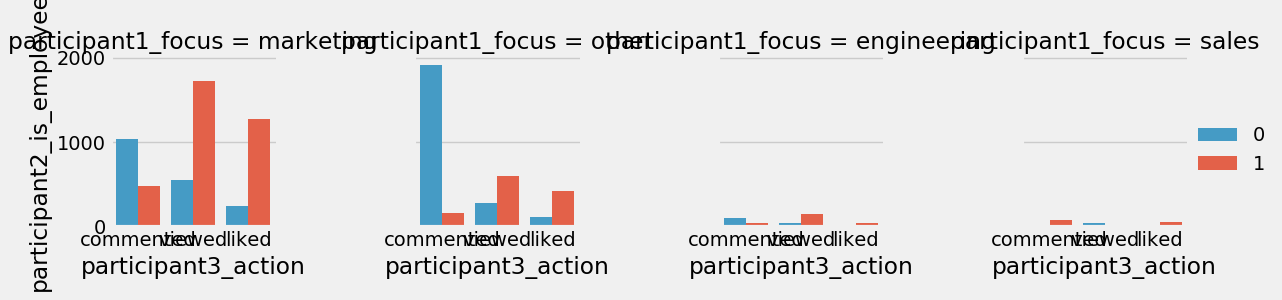 participant1_focus = marketing
participant1_focus = other
participant1_focus = engineering
participant1_focus = sales
participant2_is_employee
2000
1000
0
commented viewed liked
commented viewed liked
commented viewed liked
commented viewed liked
participant3_action
participant3_action
participant3_action
participant3_action
0
1